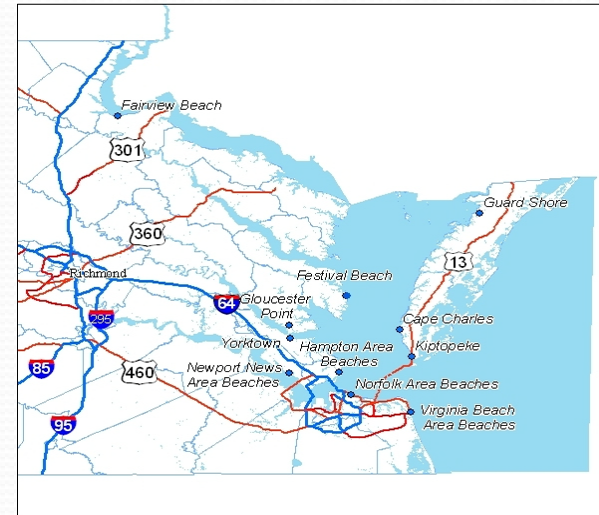 Fairview Beach
301
Guard Shore
360
13
Richmond
Festival Beach
64
Gloucester
Point
295
Cape Charles
Yorktown
Hampton Area
Beaches
Kiptopeke
Newport News
Area Beaches
85
460
Norfolk Area Beaches
Virginia Beach
Area Beaches
95